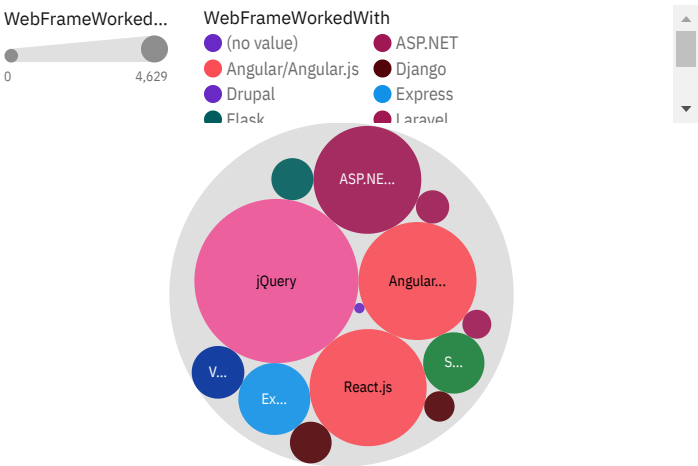 WebFrameWorked...
0
4,629
WebFrameWorkedWith
(no value)
ASP.NET
Angular/Angular.js
Django
Drupal
Express
Flask
Laravel
ASP.NE...
jQuery
Angular...
V...
S...
React.js
Ex...